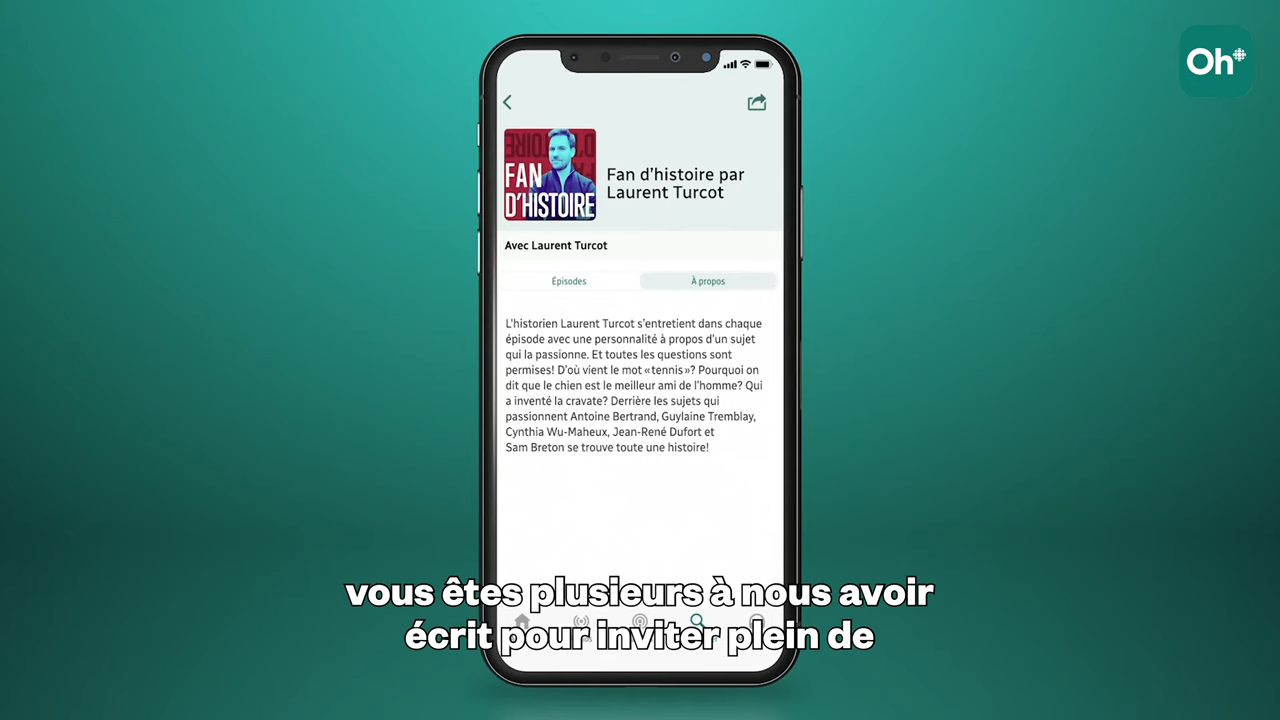 Oh
FAN
D'HISTOIRE
Fan d'histoire par
Laurent Turcot
Avec Laurent Turcot
Épisodes
À propos
L'historien Laurent Turcot s'entretient dans chaque
épisode avec une personnalité à propos d'un sujet
qui la passionne. Et toutes les questions sont
permises! D'où vient le mot «tennis»? Pourquoi on
dit que le chien est le meilleur ami de l'homme? Qui
a inventé la cravate? Derrière les sujets qui
passionnent Antoine Bertrand, Guylaine Tremblay,
Cynthia Wu-Maheux, Jean-René Dufort et
Sam Breton se trouve toute une histoire!
vous êtes plusieurs à nous avoir
écrit pour inviter plein de